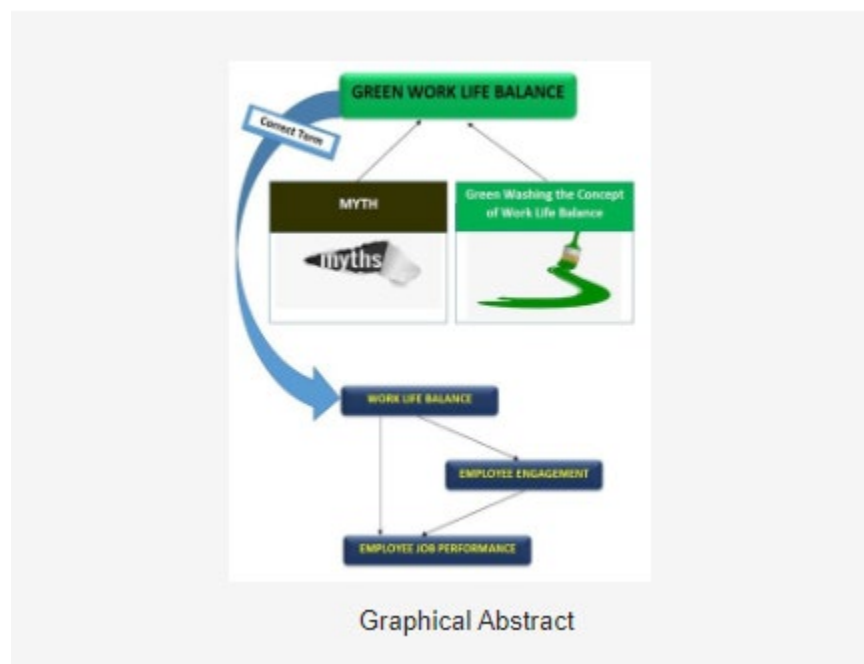 GREEN WORK LIFE BALANCE
Correct Term
MYTH
myths
Green Washing the Concept
of Work Life Balance
WORK LIFE BALANCE
EMPLOYEE ENGAGEMENT
EMPLOYEE JOB PERFORMANCE
Graphical Abstract